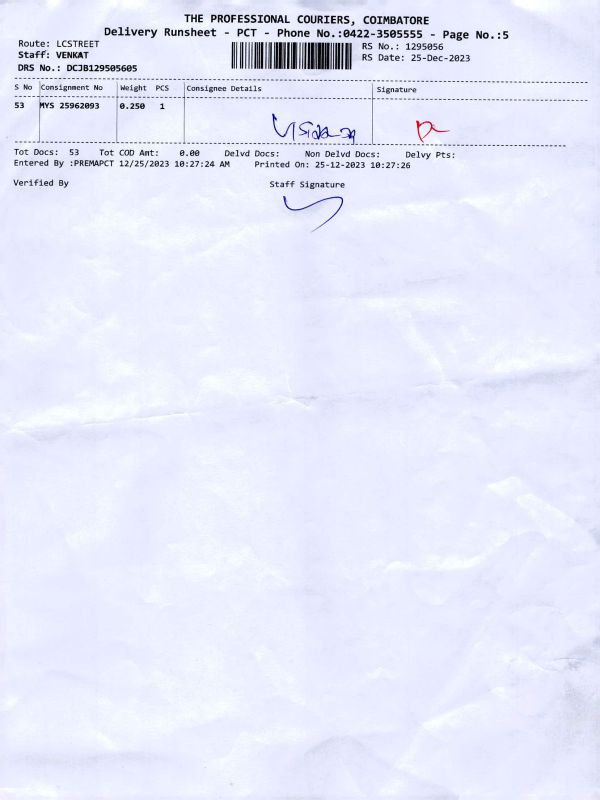 THE PROFESSIONAL COURIERS, COIMBATORE
Delivery Runsheet - PCT - Phone No.:0422-3505555 - Page No.:5
Route: LCSTREET
Staff: VENKAT
DRS No.: DCJB129505605
RS No.: 1295056
RS Date: 25-Dec-2023
S No Consignment No Weight PCS Consignee Details Signature
53 MYS 25962093 0.250 1
Tot Docs: 53 Tot COD Amt: 0.00 Delvd Docs: Non Delvd Docs: Delvy Pts:
Entered By :PREMAPCT 12/25/2023 10:27:24 AM Printed On: 25-12-2023 10:27:26
Verified By Staff Signature